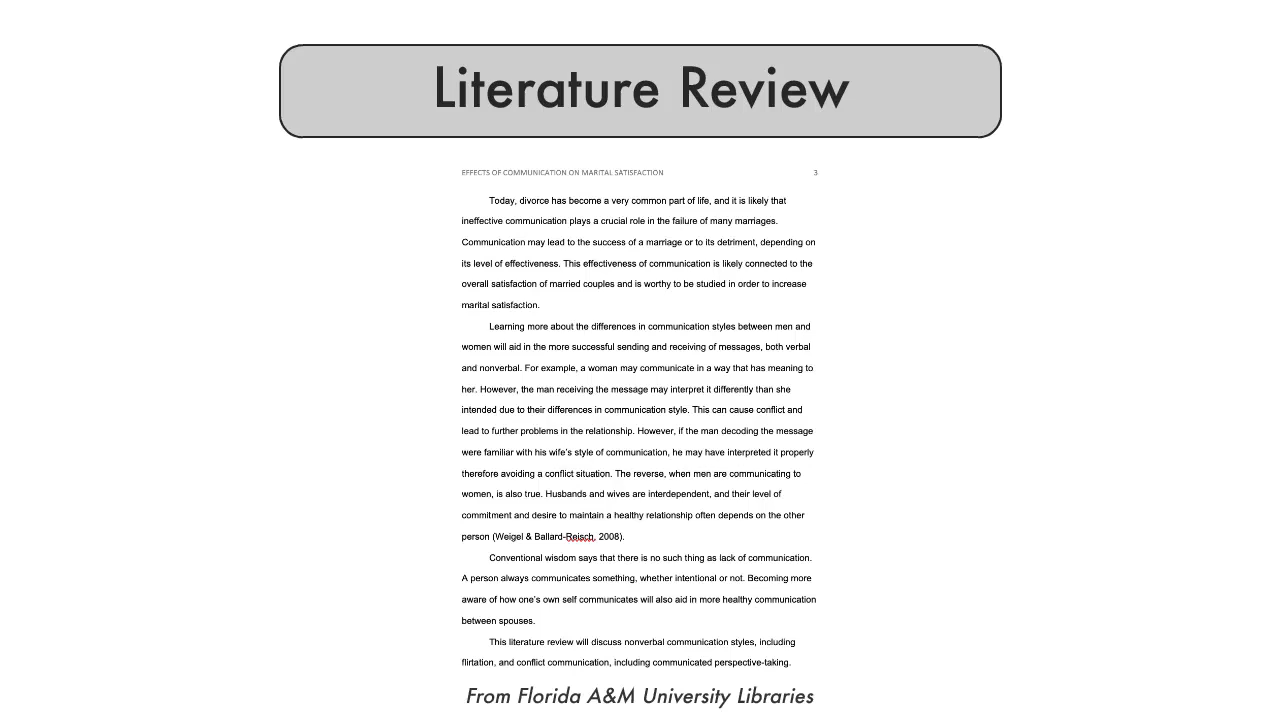 Literature Review
EFFECTS OF COMMUNICATION ON MARITAL SATISFACTION 3
Today, divorce has become a very common part of life, and it is likely that
ineffective communication plays a crucial role in the failure of many marriages.
Communication may lead to the success of a marriage or to its detriment, depending on
its level of effectiveness. This effectiveness of communication is likely connected to the
overall satisfaction of married couples and is worthy to be studied in order to increase
marital satisfaction.
Learning more about the differences in communication styles between men and
women will aid in the more successful sending and receiving of messages, both verbal
and nonverbal. For example, a woman may communicate in a way that has meaning to
her. However, the man receiving the message may interpret it differently than she
intended due to their differences in communication style. This can cause conflict and
lead to further problems in the relationship. However, if the man decoding the message
were familiar with his wife's style of communication, he may have interpreted it properly
therefore avoiding a conflict situation. The reverse, when men are communicating to
women, is also true. Husbands and wives are interdependent, and their level of
commitment and desire to maintain a healthy relationship often depends on the other
person (Weigel & Ballard-Reisch, 2008).
Conventional wisdom says that there is no such thing as lack of communication.
A person always communicates something, whether intentional or not. Becoming more
aware of how one's own self communicates will also aid in more healthy communication
between spouses.
This literature review will discuss nonverbal communication styles, including
flirtation, and conflict communication, including communicated perspective-taking.
From Florida A&M University Libraries